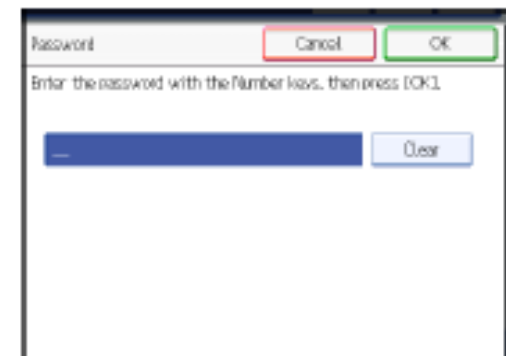 Password
Cancel
OK
Enter the password with the Number keys, then press [OK].
Clear